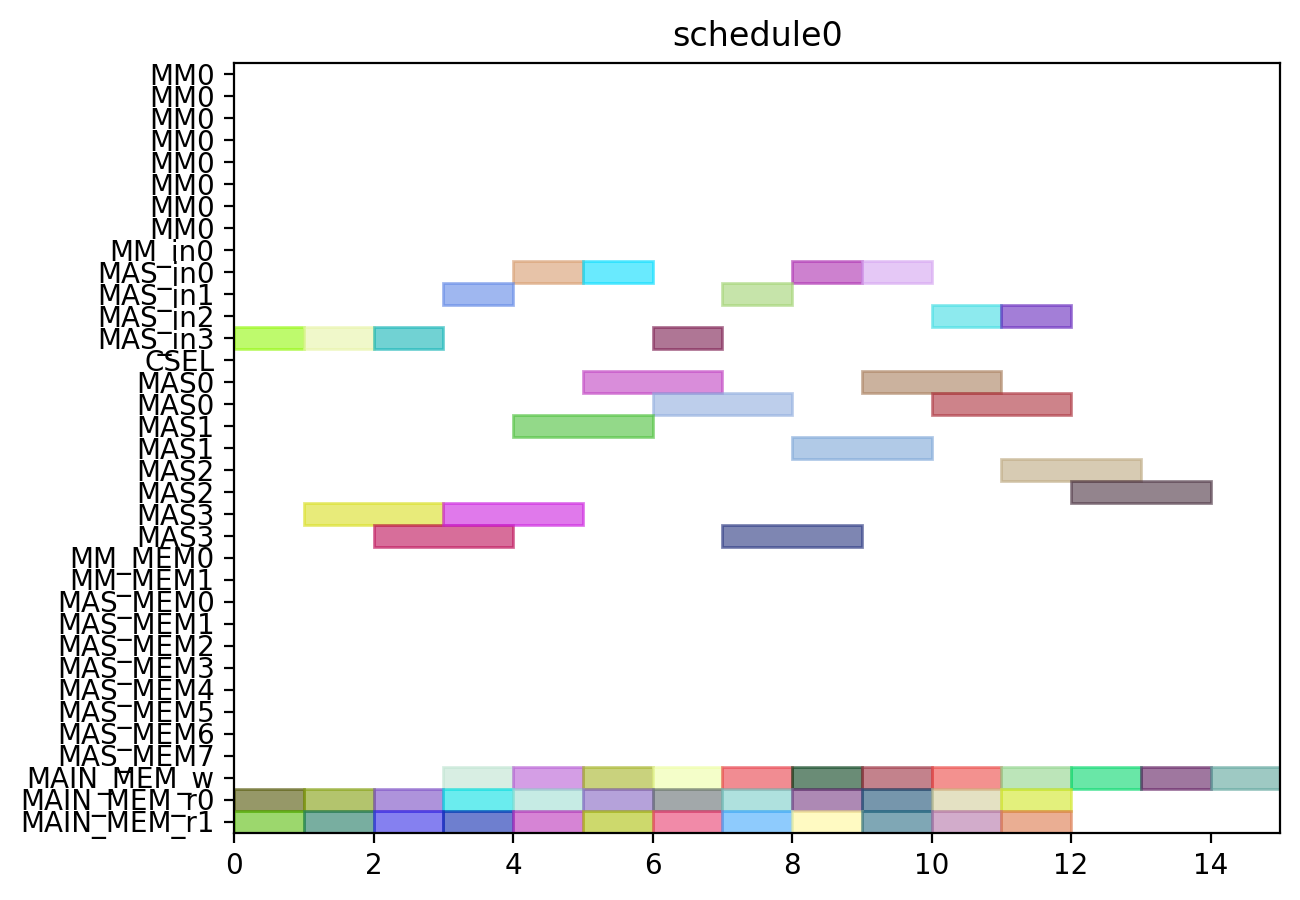 schedule0
MM0
MM0
MM0
MM0
MM0
MM0
MM0
MM0
MM_in0
MAS_in0
MAS_in1
MAS_in2
MAS_in3
CSEL
MAS0
MAS0
MAS1
MAS1
MAS2
MAS2
MAS3
MAS3
MM_MEM0
MM_MEM1
MAS_MEM0
MAS_MEM1
MAS_MEM2
MAS_MEM3
MAS_MEM4
MAS_MEM5
MAS_MEM6
MAS_MEM7
MAIN_MEM_w
MAIN_MEM_r0
MAIN_MEM_r1
0 2 4 6 8 10 12 14